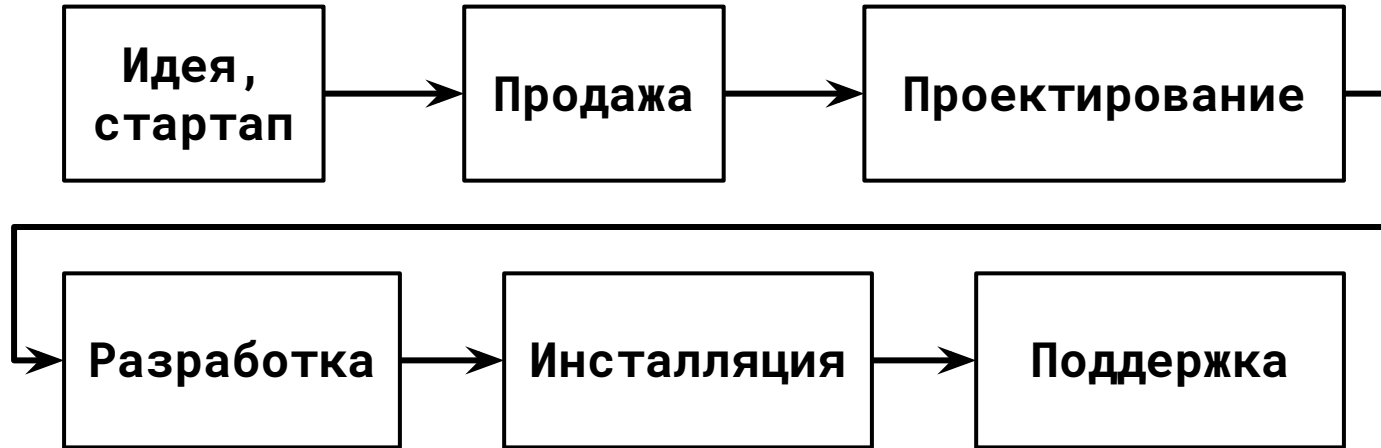 Идея,
стартап
Продажа
Проектирование
Разработка
Инсталляция
Поддержка